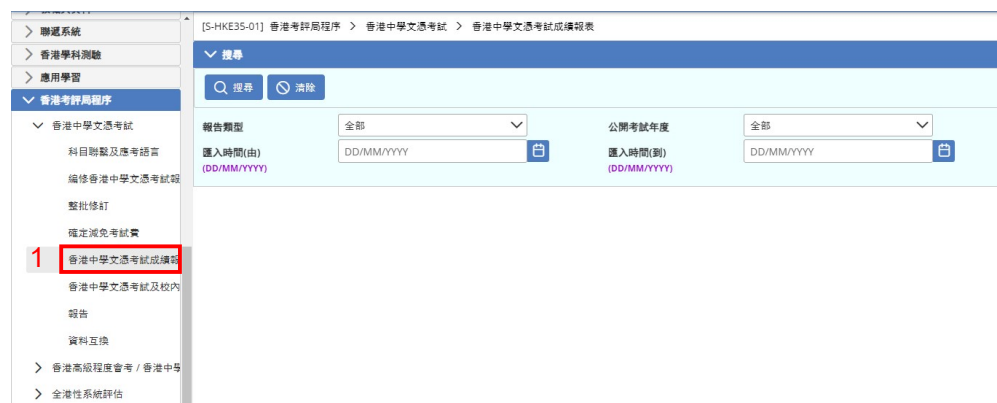 [S-HKE35-01] 香港考評局程序 > 香港中學文憑考試 > 香港中學文憑考試成績報表
聯遞系統
香港學科測驗
應用學習
香港考評局程序
香港中學文憑考試
科目聯繫及應考語言
編修香港中學文憑考試報
整批修訂
確定減免考試費
1 香港中學文憑考試成績報
香港中學文憑考試及校內
報告
資料互換
香港高級程度會考 / 香港中學
全港性系統評估
搜尋
搜尋 清除
報告類型 全部 公開考試年度 全部
匯入時間(由) DD/MM/YYYY 匯入時間(到) DD/MM/YYYY
(DD/MM/YYYY) (DD/MM/YYYY)